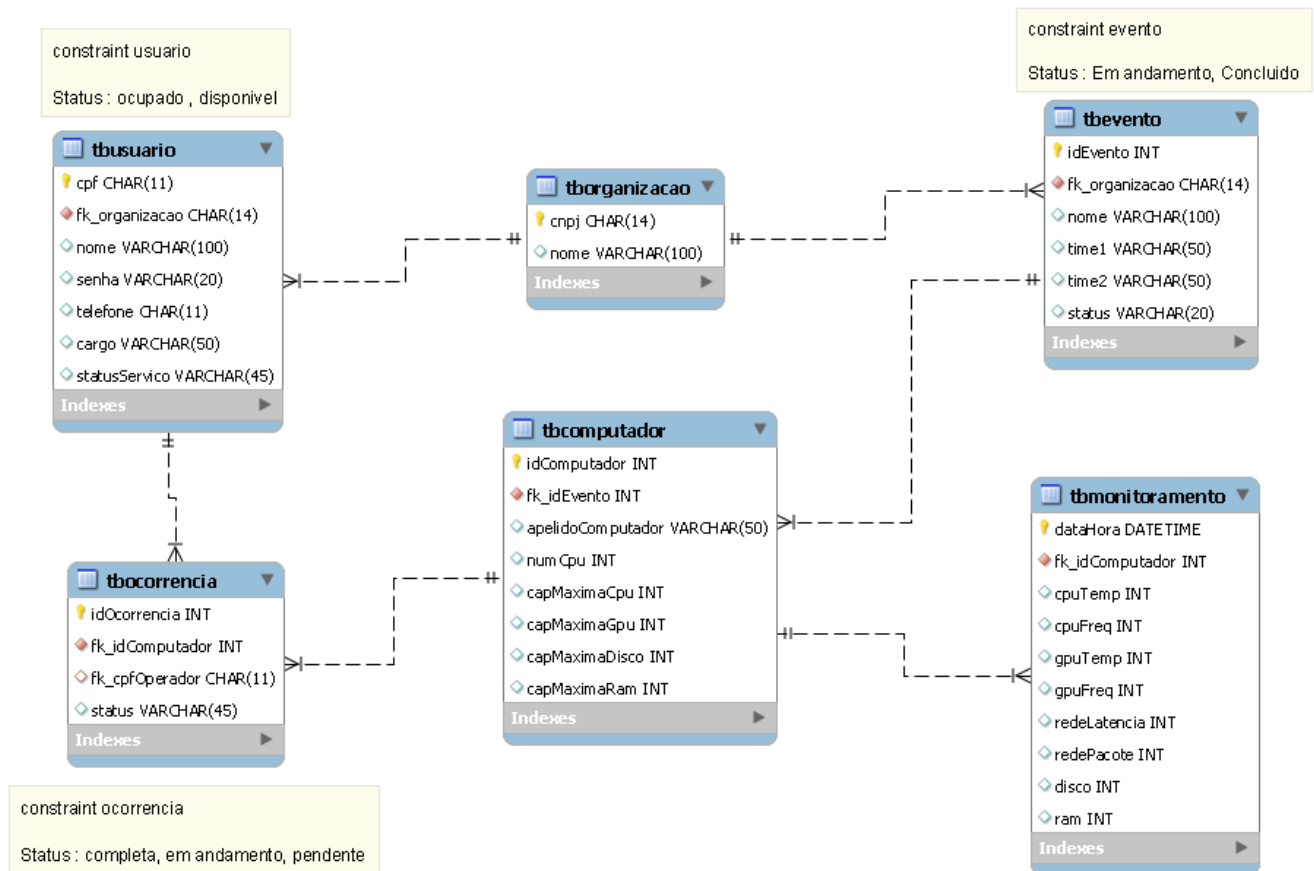 constraint usuario
Status : ocupado , disponivel
constraint evento
Status : Em andamento, Concluido
tbusuario
cpf CHAR(11)
fk_organizacao CHAR(14)
nome VARCHAR(100)
senha VARCHAR(20)
telefone CHAR(11)
cargo VARCHAR(50)
statusServico VARCHAR(45)
Indexes
tborganizacao
cnpj CHAR(14)
nome VARCHAR(100)
Indexes
tbevento
idEvento INT
fk_organizacao CHAR(14)
nome VARCHAR(100)
time1 VARCHAR(50)
time2 VARCHAR(50)
status VARCHAR(20)
Indexes
tbcomputador
idComputador INT
fk_idEvento INT
apelidoComputador VARCHAR(50)
numCpu INT
capMaximaCpu INT
capMaximaGpu INT
capMaximaDisco INT
capMaximaRam INT
Indexes
tbmonitoramento
dataHora DATETIME
fk_idComputador INT
cpuTemp INT
cpuFreq INT
gpuTemp INT
gpuFreq INT
redeLatencia INT
redePacote INT
disco INT
ram INT
Indexes
tbocorrencia
idOcorrencia INT
fk_idComputador INT
fk_cpfOperador CHAR(11)
status VARCHAR(45)
Indexes
constraint ocorrencia
Status : completa, em andamento, pendente